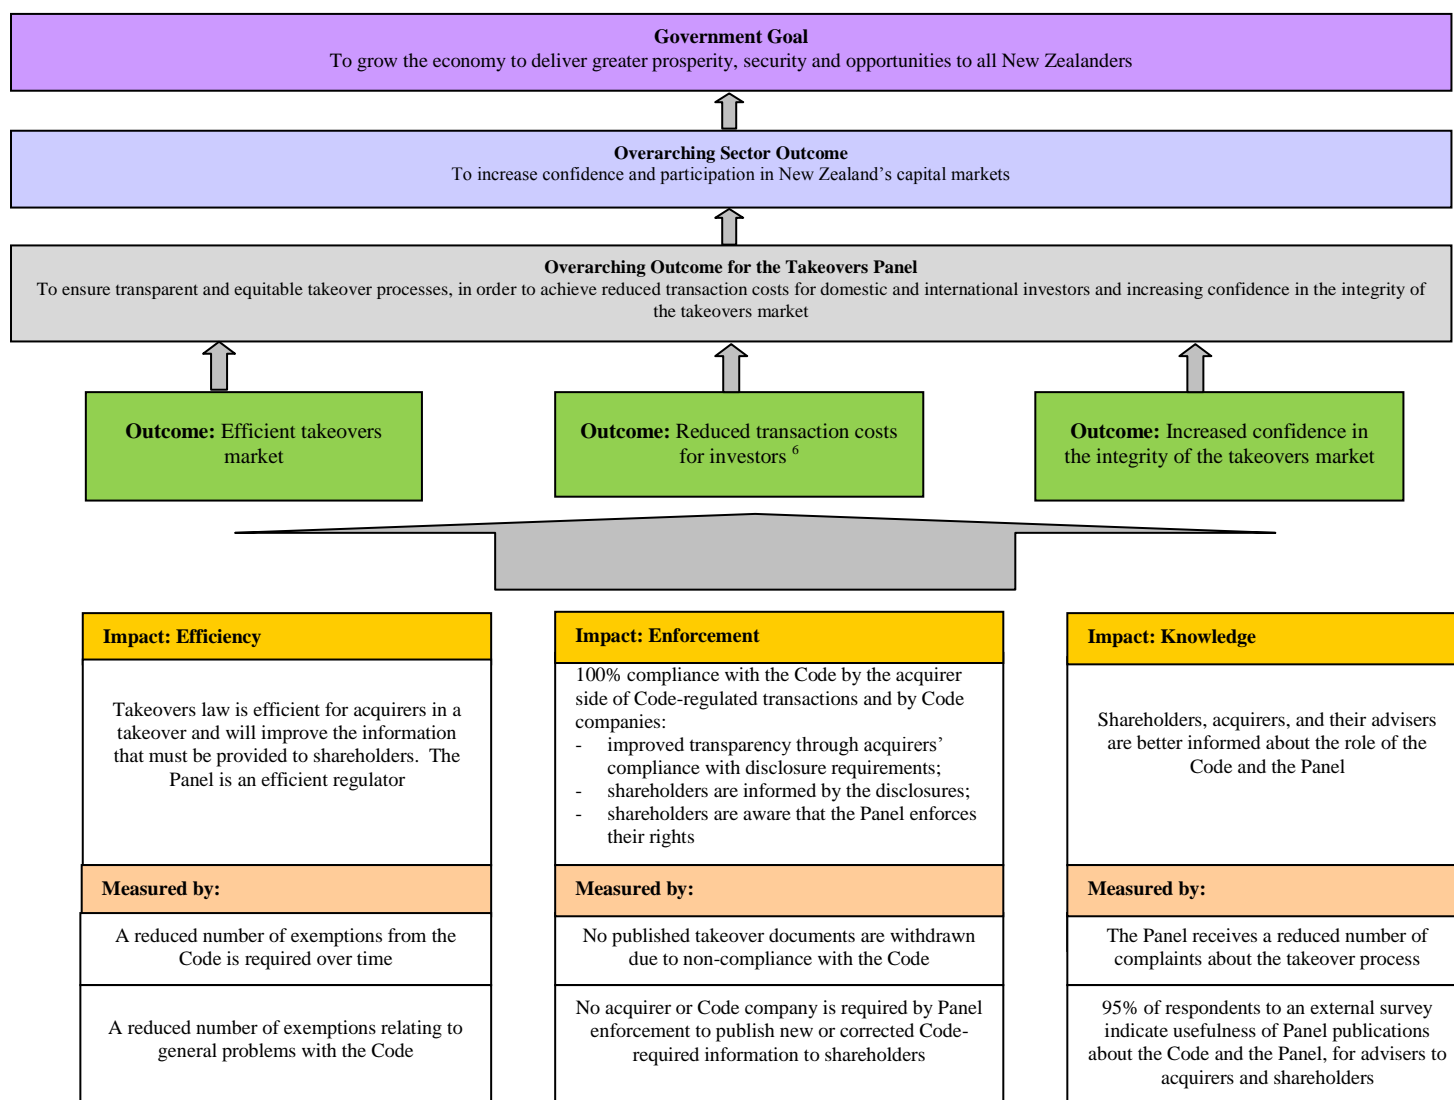 Government Goal
To grow the economy to deliver greater prosperity, security and opportunities to all New Zealanders
Overarching Sector Outcome
To increase confidence and participation in New Zealand’s capital markets
Overarching Outcome for the Takeovers Panel
To ensure transparent and equitable takeover processes, in order to achieve reduced transaction costs for domestic and international investors and increasing confidence in the integrity of
the takeovers market
Outcome: Efficient takeovers
market
Outcome: Reduced transaction costs
for investors 6
Outcome: Increased confidence in
the integrity of the takeovers market
Impact: Efficiency
Takeovers law is efficient for acquirers in a
takeover and will improve the information
that must be provided to shareholders. The
Panel is an efficient regulator
Measured by:
A reduced number of exemptions from the
Code is required over time
A reduced number of exemptions relating to
general problems with the Code
Impact: Enforcement
100% compliance with the Code by the acquirer
side of Code-regulated transactions and by Code
companies:
- improved transparency through acquirers’
compliance with disclosure requirements;
- shareholders are informed by the disclosures;
- shareholders are aware that the Panel enforces
their rights
Measured by:
No published takeover documents are withdrawn
due to non-compliance with the Code
No acquirer or Code company is required by Panel
enforcement to publish new or corrected Code-
required information to shareholders
Impact: Knowledge
Shareholders, acquirers, and their advisers
are better informed about the role of the
Code and the Panel
Measured by:
The Panel receives a reduced number of
complaints about the takeover process
95% of respondents to an external survey
indicate usefulness of Panel publications
about the Code and the Panel, for advisers to
acquirers and shareholders